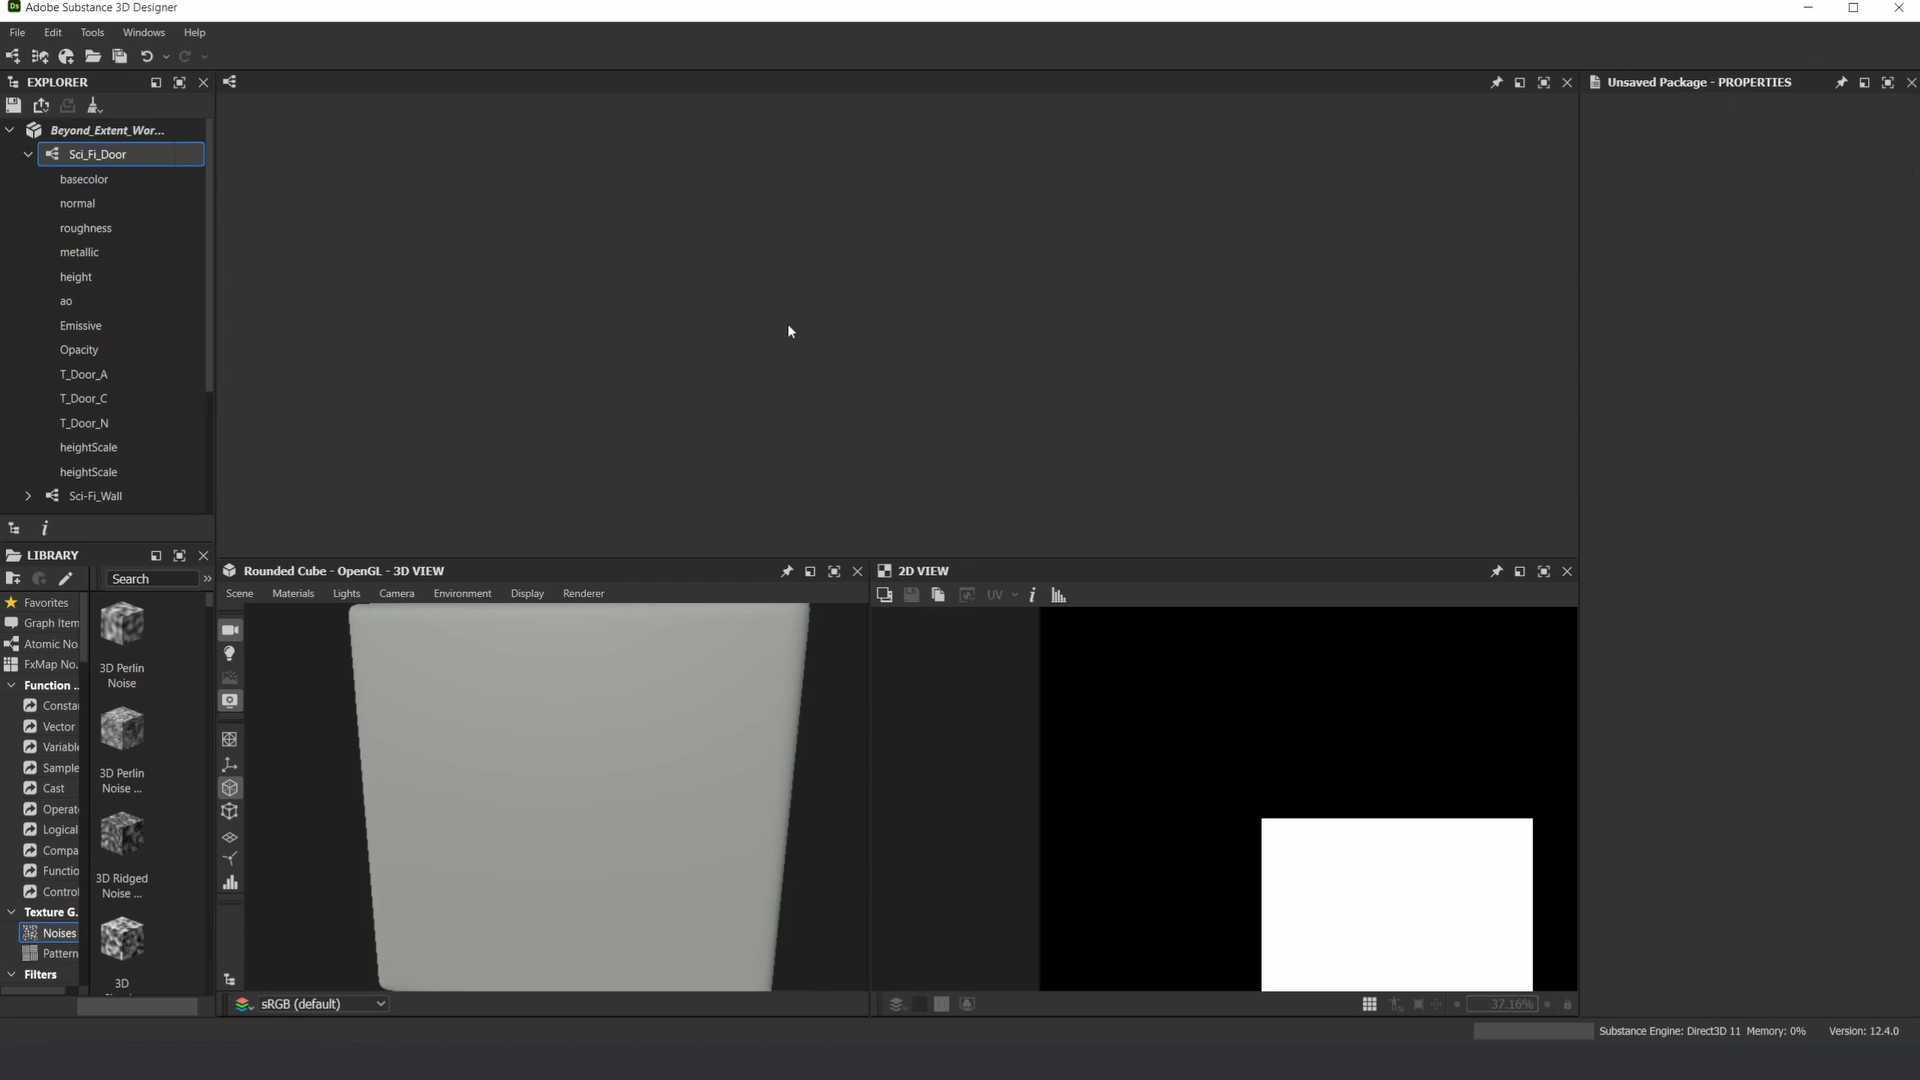 Adobe Substance 3D Designer
File Edit Tools Windows Help
EXPLORER
Unsaved Package - PROPERTIES
Beyond_Extent_Wor...
Sci_Fi_Door
basecolor
normal
roughness
metallic
height
ao
Emissive
Opacity
T_Door_A
T_Door_C
T_Door_N
heightScale
heightScale
Sci-Fi_Wall
LIBRARY
Search
Favorites
Graph Item
Atomic No
FxMap No.
Function ..
Consta
Vector
Variabl
Sample
Cast
Operat
Logical
Compa
Functio
Control
Texture G.
Noises
Pattern
Filters
3D Perlin
Noise
3D Perlin
Noise ...
3D Ridged
Noise ...
3D
Rounded Cube - OpenGL - 3D VIEW
Scene Materials Lights Camera Environment Display Renderer
sRGB (default)
2D VIEW
UV
37.16%
Substance Engine: Direct3D 11 Memory: 0% Version: 12.4.0